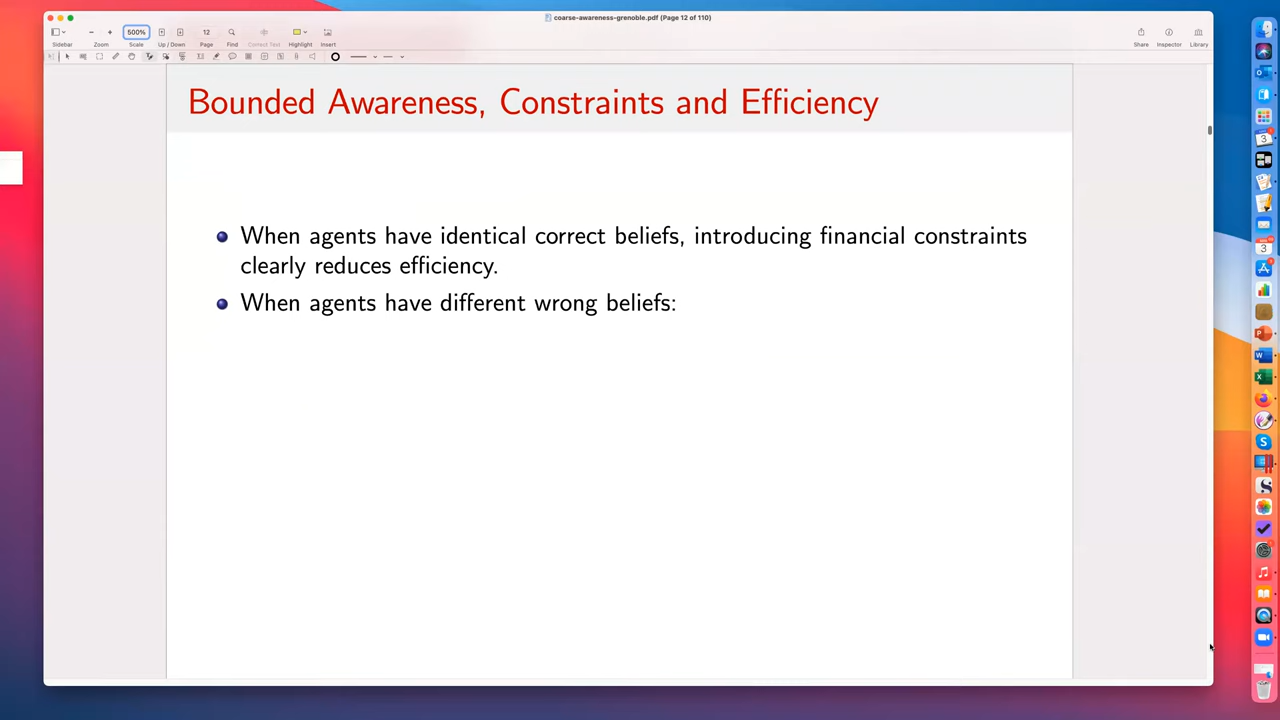 coarse-awareness-grenoble.pdf (Page 12 of 110)
500%
12
Sidebar
Zoom
Scale
Up / Down
Page
Find
Correct Text
Highlight
Insert
Share
Inspector
Library
Bounded Awareness, Constraints and Efficiency
When agents have identical correct beliefs, introducing financial constraints
clearly reduces efficiency.
When agents have different wrong beliefs:
3
3